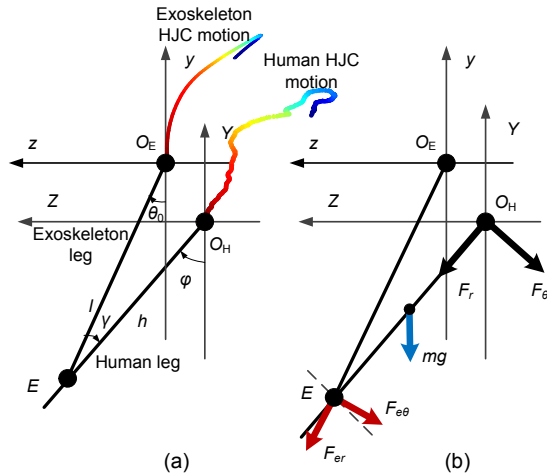 Exoskeleton
HJC motion
Human HJC
motion
y
Y
z
O_E
Z
θ_0
O_H
Exoskeleton
leg
φ
l
γ
h
Human leg
E
(a)
y
Y
z
O_E
Z
O_H
F_r
F_θ
mg
E
F_eθ
F_er
(b)